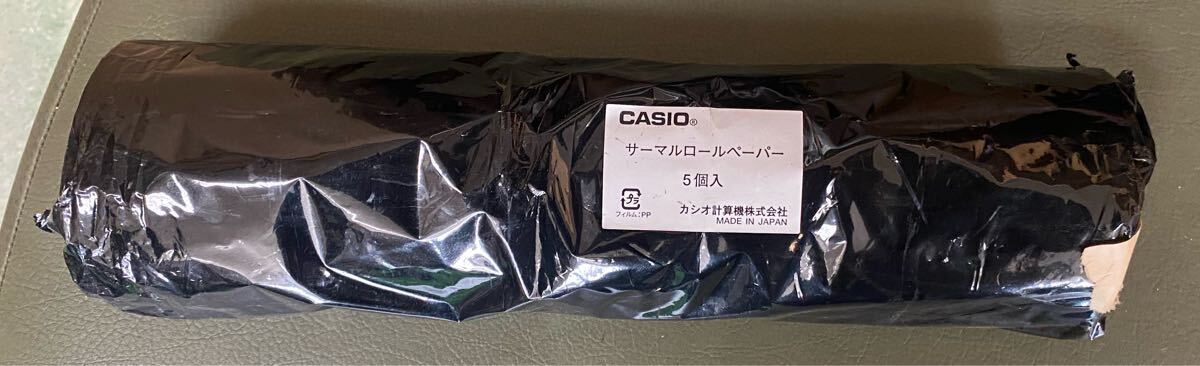 CASIO®
サーマルロールペーパー
5個入
プラ
フィルム:PP
カシオ計算機株式会社
MADE IN JAPAN